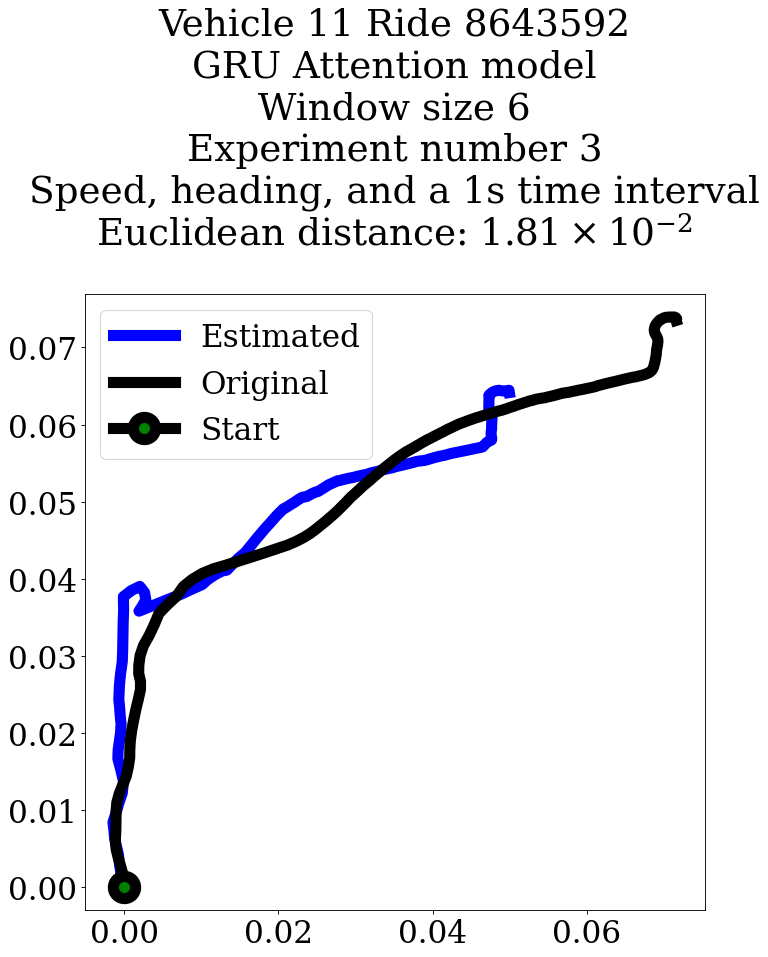 Vehicle 11 Ride 8643592
GRU Attention model
Window size 6
Experiment number 3
Speed, heading, and a 1s time interval
Euclidean distance: 1.81 × 10⁻²
Estimated
Original
Start
0.07
0.06
0.05
0.04
0.03
0.02
0.01
0.00
0.00 0.02 0.04 0.06